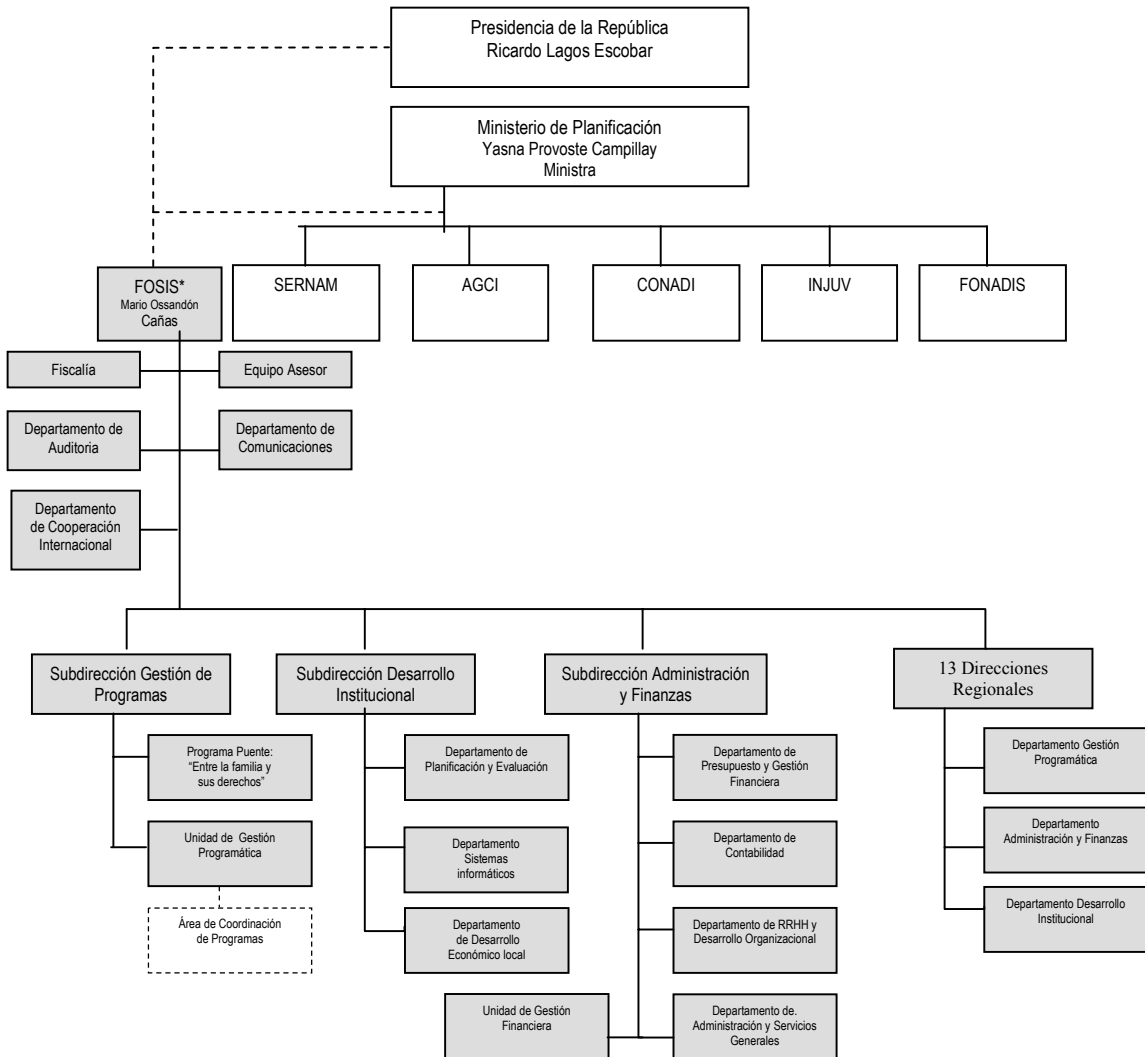 Presidencia de la República
Ricardo Lagos Escobar
Ministerio de Planificación
Yasna Provoste Campillay
Ministra
FOSIS*
Mario Ossandón
Cañas
SERNAM
AGCI
CONADI
INJUV
FONADIS
Fiscalía
Equipo Asesor
Departamento de
Auditoria
Departamento de
Comunicaciones
Departamento
de Cooperación
Internacional
Subdirección Gestión de
Programas
Subdirección Desarrollo
Institucional
Subdirección Administración
y Finanzas
13 Direcciones
Regionales
Programa Puente:
“Entre la familia y
sus derechos”
Unidad de Gestión
Programática
Área de Coordinación
de Programas
Departamento de
Planificación y Evaluación
Departamento
Sistemas
informáticos
Departamento
de Desarrollo
Económico local
Departamento de
Presupuesto y Gestión
Financiera
Departamento de
Contabilidad
Departamento de RRHH y
Desarrollo Organizacional
Unidad de Gestión
Financiera
Departamento de.
Administración y Servicios
Generales
Departamento Gestión
Programática
Departamento
Administración y Finanzas
Departamento Desarrollo
Institucional